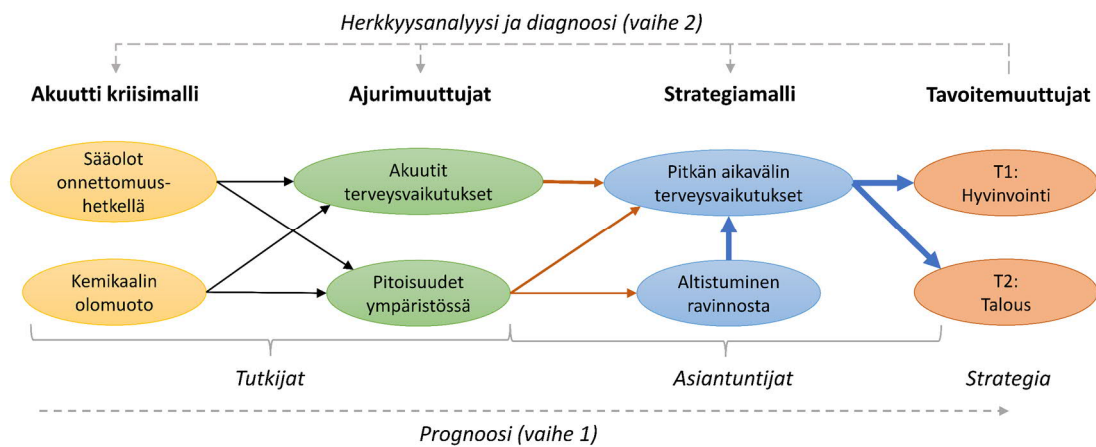 Herkkyysanalyysi ja diagnoosi (vaihe 2)
Akuutti kriisimalli
Ajurimuuttujat
Strategiamalli
Tavoitemuuttujat
Sääolot
onnettomuus-
hetkellä
Akuutit
terveysvaikutukset
Pitkän aikavälin
terveysvaikutukset
T1:
Hyvinvointi
Kemikaalin
olomuoto
Pitoisuudet
ympäristössä
Altistuminen
ravinnosta
T2:
Talous
Tutkijat
Asiantuntijat
Strategia
Prognoosi (vaihe 1)